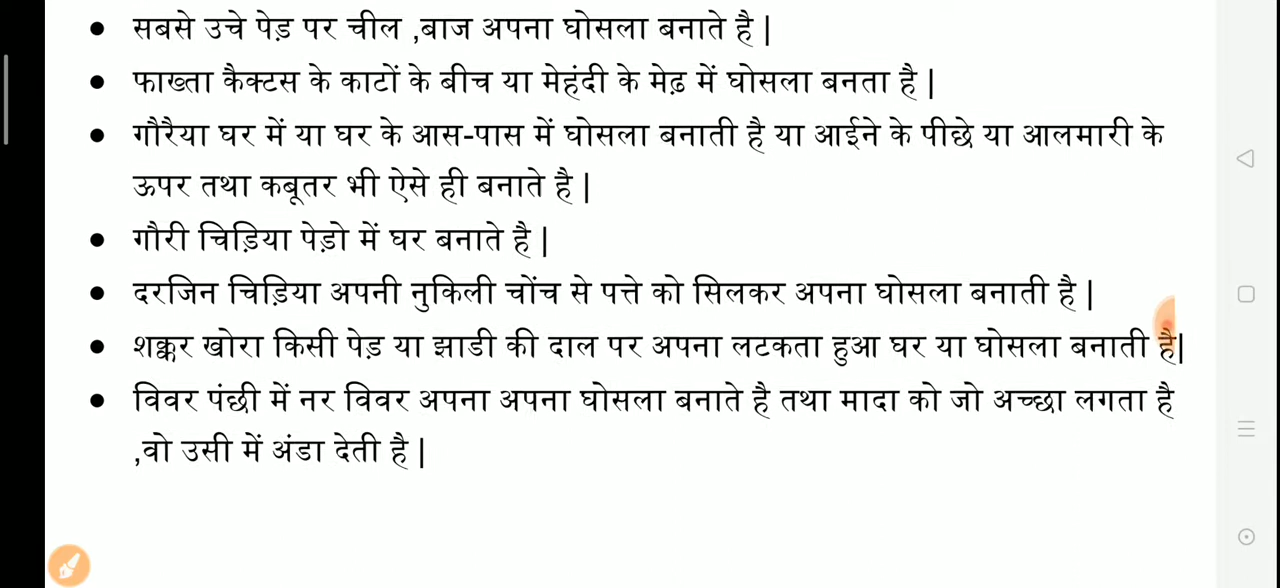 • सबसे उचे पेड़ पर चील ,बाज अपना घोसला बनाते है |
• फाख्ता कैक्टस के काटों के बीच या मेहंदी के मेढ़ में घोसला बनता है |
• गौरैया घर में या घर के आस-पास में घोसला बनाती है या आईने के पीछे या आलमारी के
ऊपर तथा कबूतर भी ऐसे ही बनाते है |
• गौरी चिड़िया पेड़ो में घर बनाते है |
• दरजिन चिड़िया अपनी नुकिली चोंच से पत्ते को सिलकर अपना घोसला बनाती है |
• शक्कर खोरा किसी पेड़ या झाडी की दाल पर अपना लटकता हुआ घर या घोसला बनाती है|
• विवर पंछी में नर विवर अपना अपना घोसला बनाते है तथा मादा को जो अच्छा लगता है
,वो उसी में अंडा देती है |